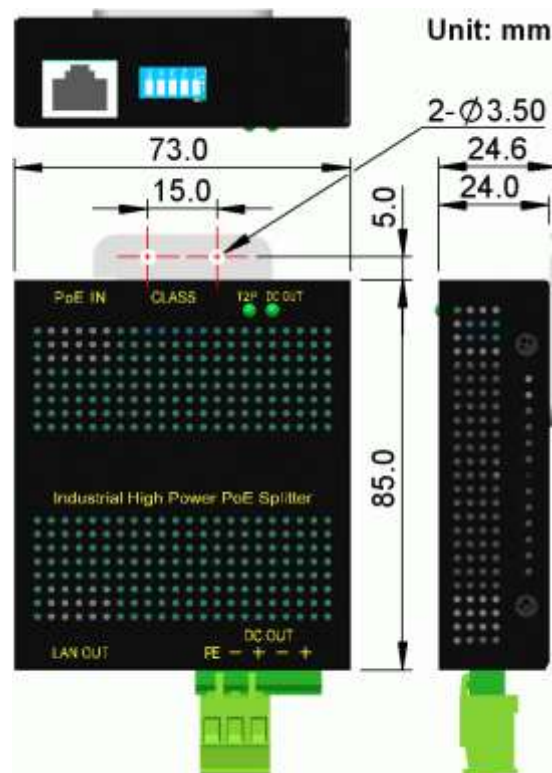 Unit: mm
2-Ø3.50
73.0
24.6
15.0
24.0
5.0
PoE IN CLASS T2P DC OUT
85.0
Industrial High Power PoE Splitter
DC OUT
LAN OUT PE − + − +